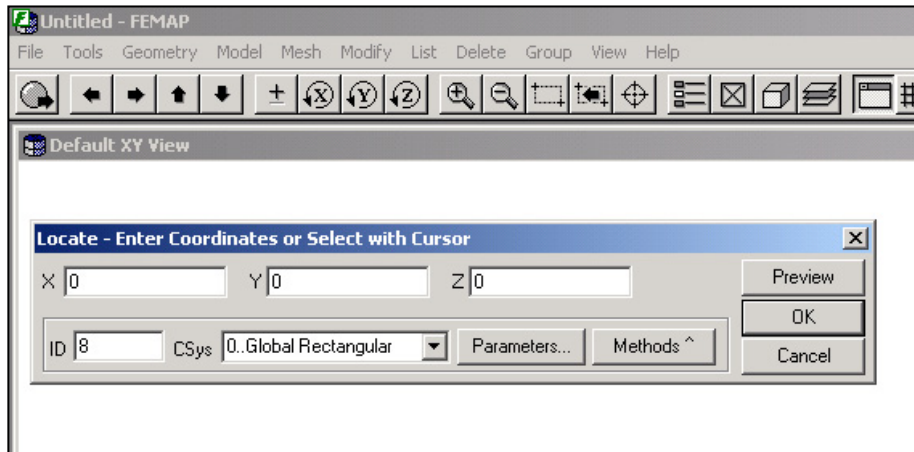 Untitled - FEMAP
File Tools Geometry Model Mesh Modify List Delete Group View Help
± X Y Z
Default XY View
Locate - Enter Coordinates or Select with Cursor
X 0 Y 0 Z 0 Preview
OK
ID 8 CSys 0..Global Rectangular Parameters... Methods ^
Cancel